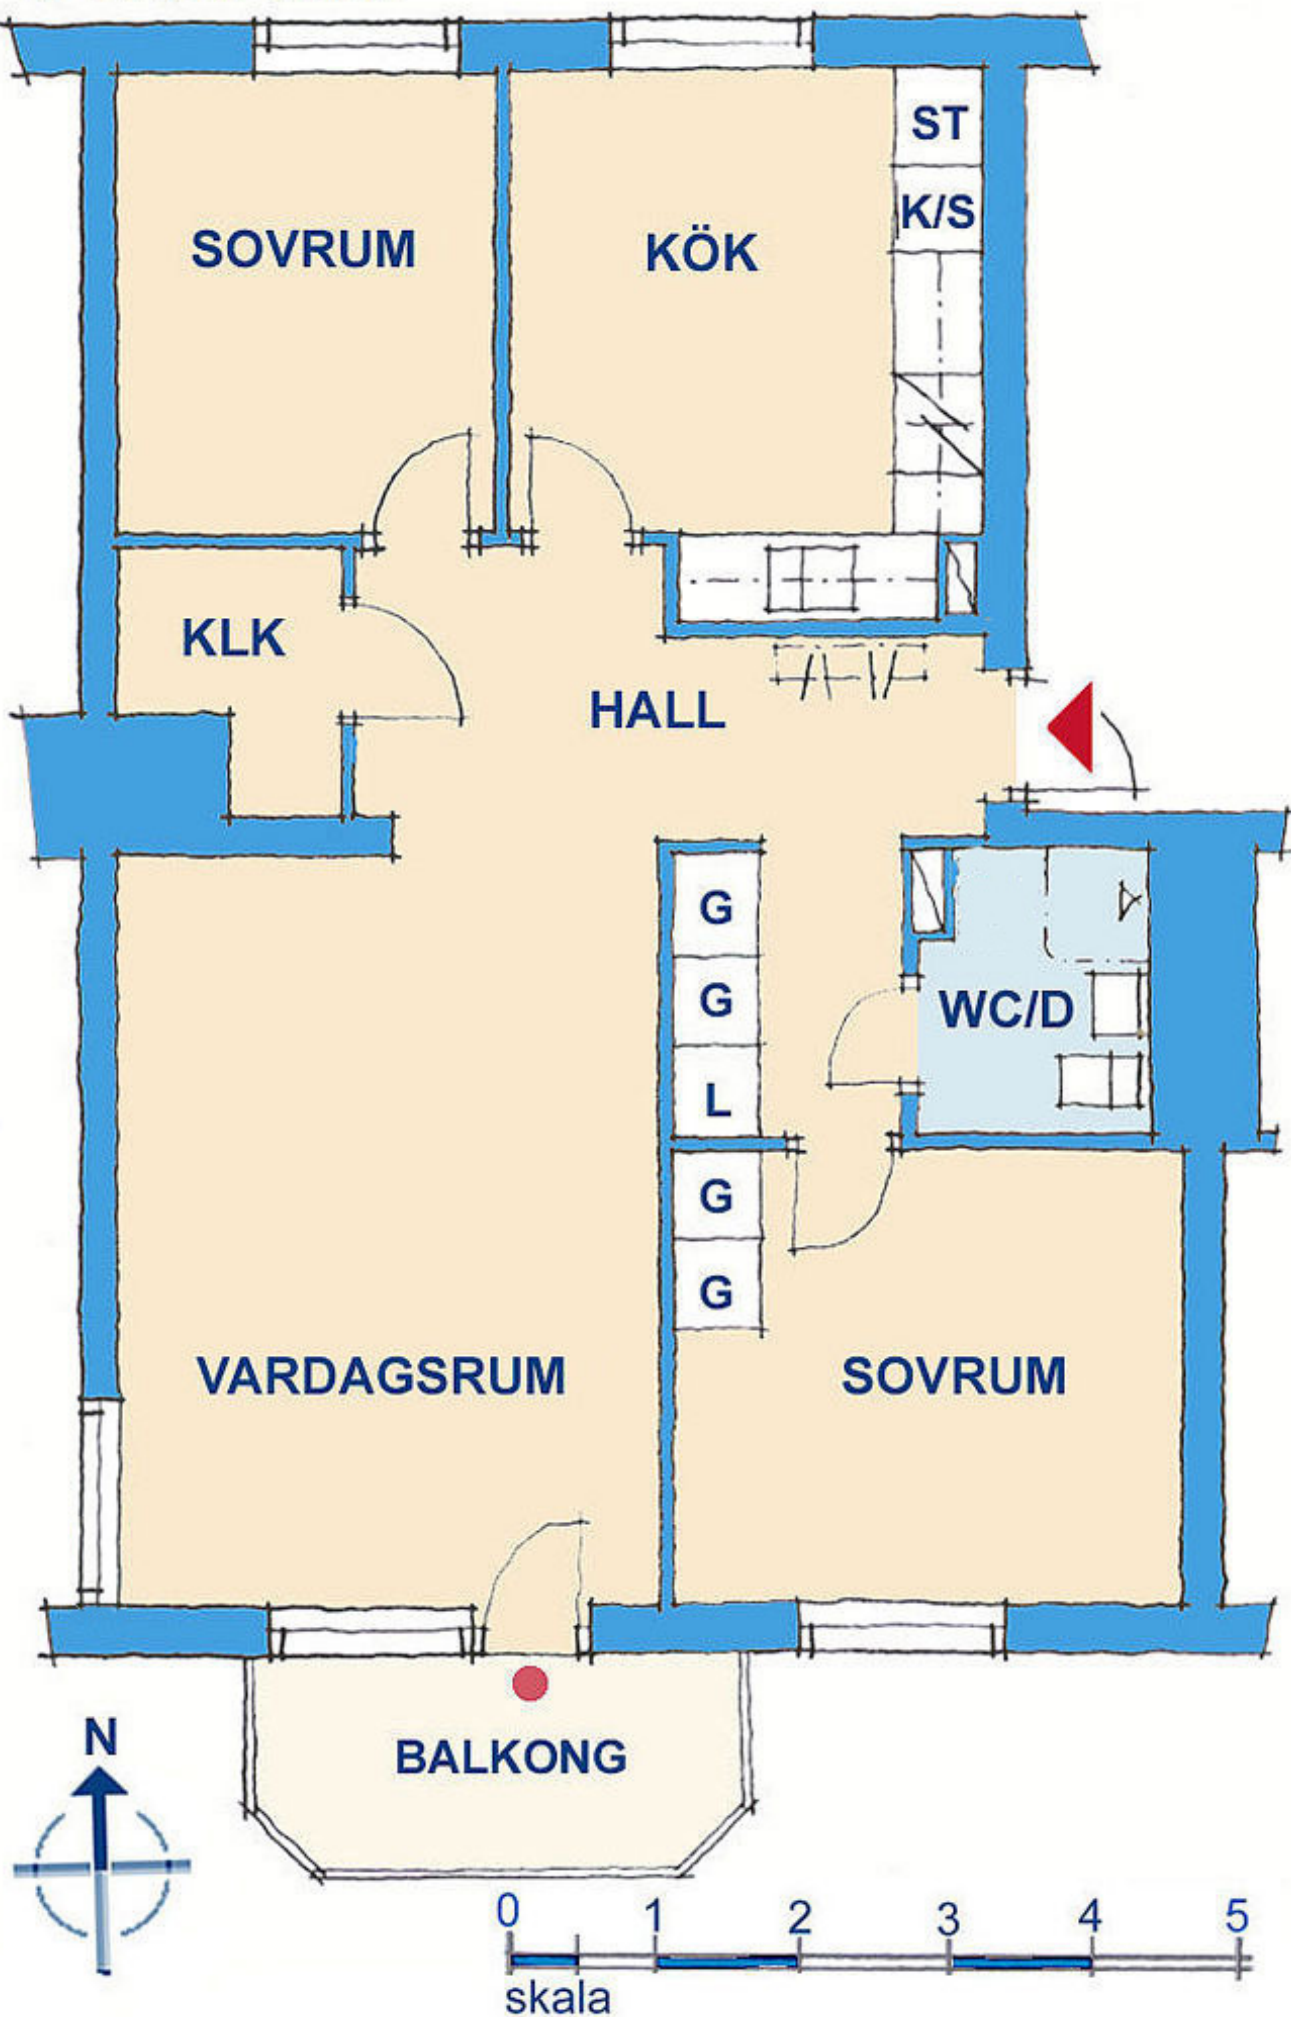 ST
K/S
SOVRUM
KÖK
KLK
HALL
G
G
WC/D
L
G
G
VARDAGSRUM
SOVRUM
N
BALKONG
0 1 2 3 4 5
skala